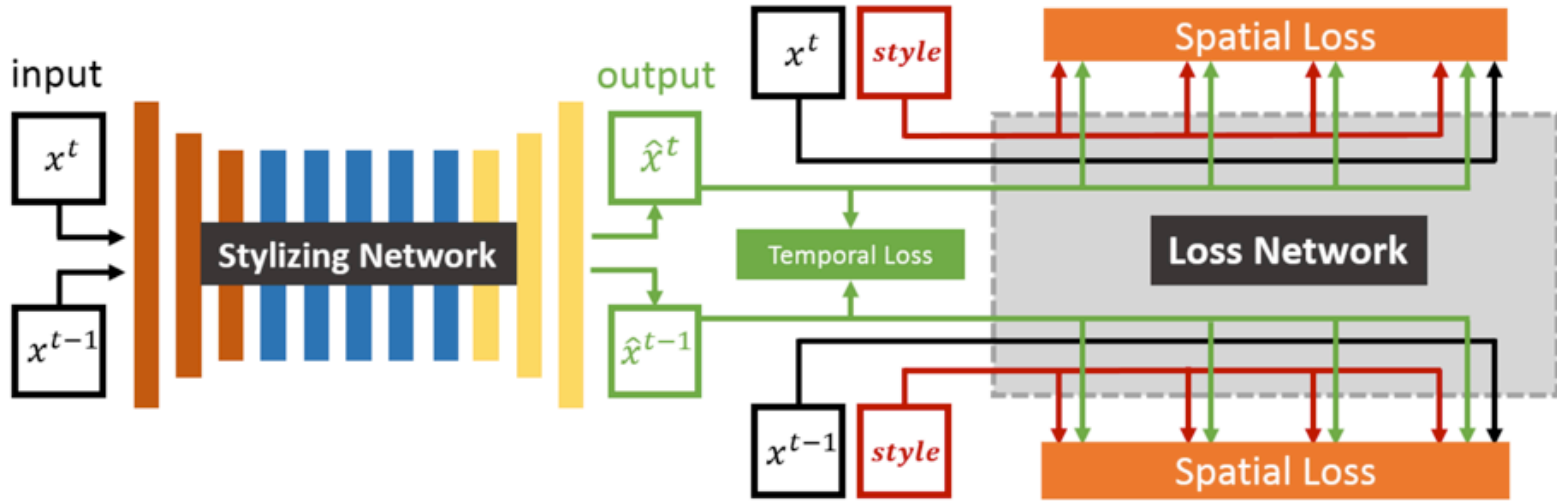 input
x^t
x^{t-1}
Stylizing Network
output
x̂^t
x̂^{t-1}
x^t
style
Temporal Loss
x^{t-1}
style
Spatial Loss
Loss Network
Spatial Loss